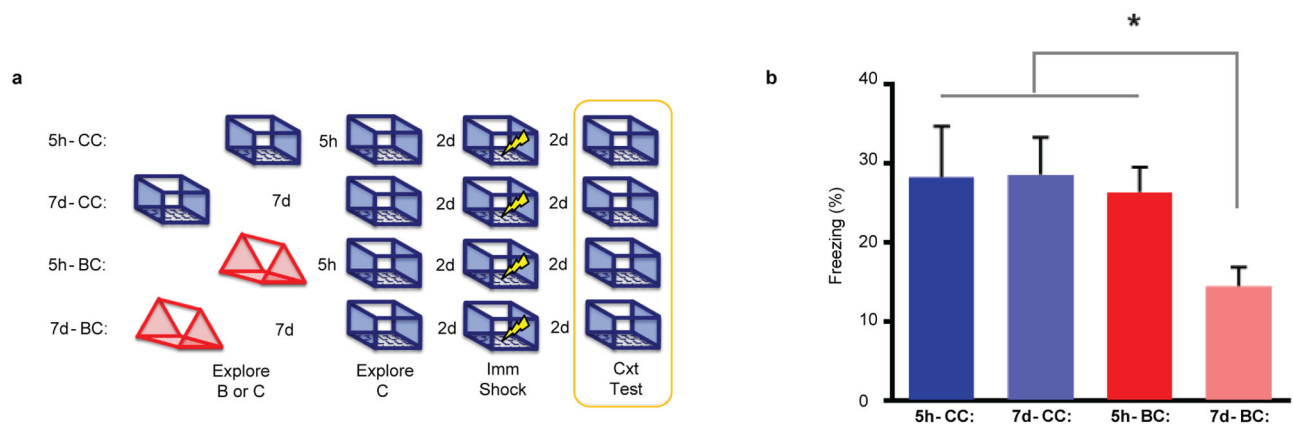 a
5h- CC:
5h
2d
2d
7d- CC:
7d
2d
2d
5h- BC:
5h
2d
2d
7d- BC:
7d
2d
2d
Explore
B or C
Explore
C
Imm
Shock
Cxt
Test
b
*
Freezing (%)
40
30
20
10
0
5h- CC:
7d- CC:
5h- BC:
7d- BC: